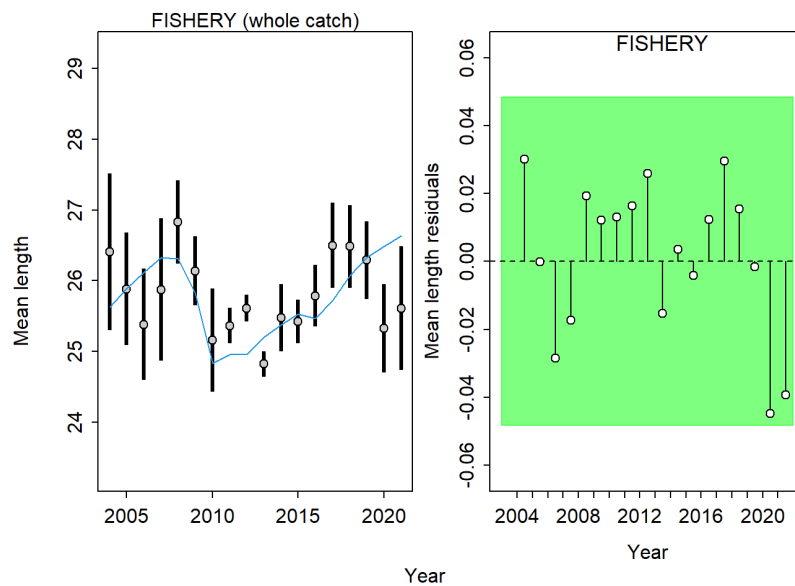 FISHERY (whole catch)
Mean length
29
28
27
26
25
24
2005 2010 2015 2020
Year
FISHERY
Mean length residuals
0.06
0.04
0.02
0.00
-0.02
-0.04
-0.06
2004 2008 2012 2016 2020
Year